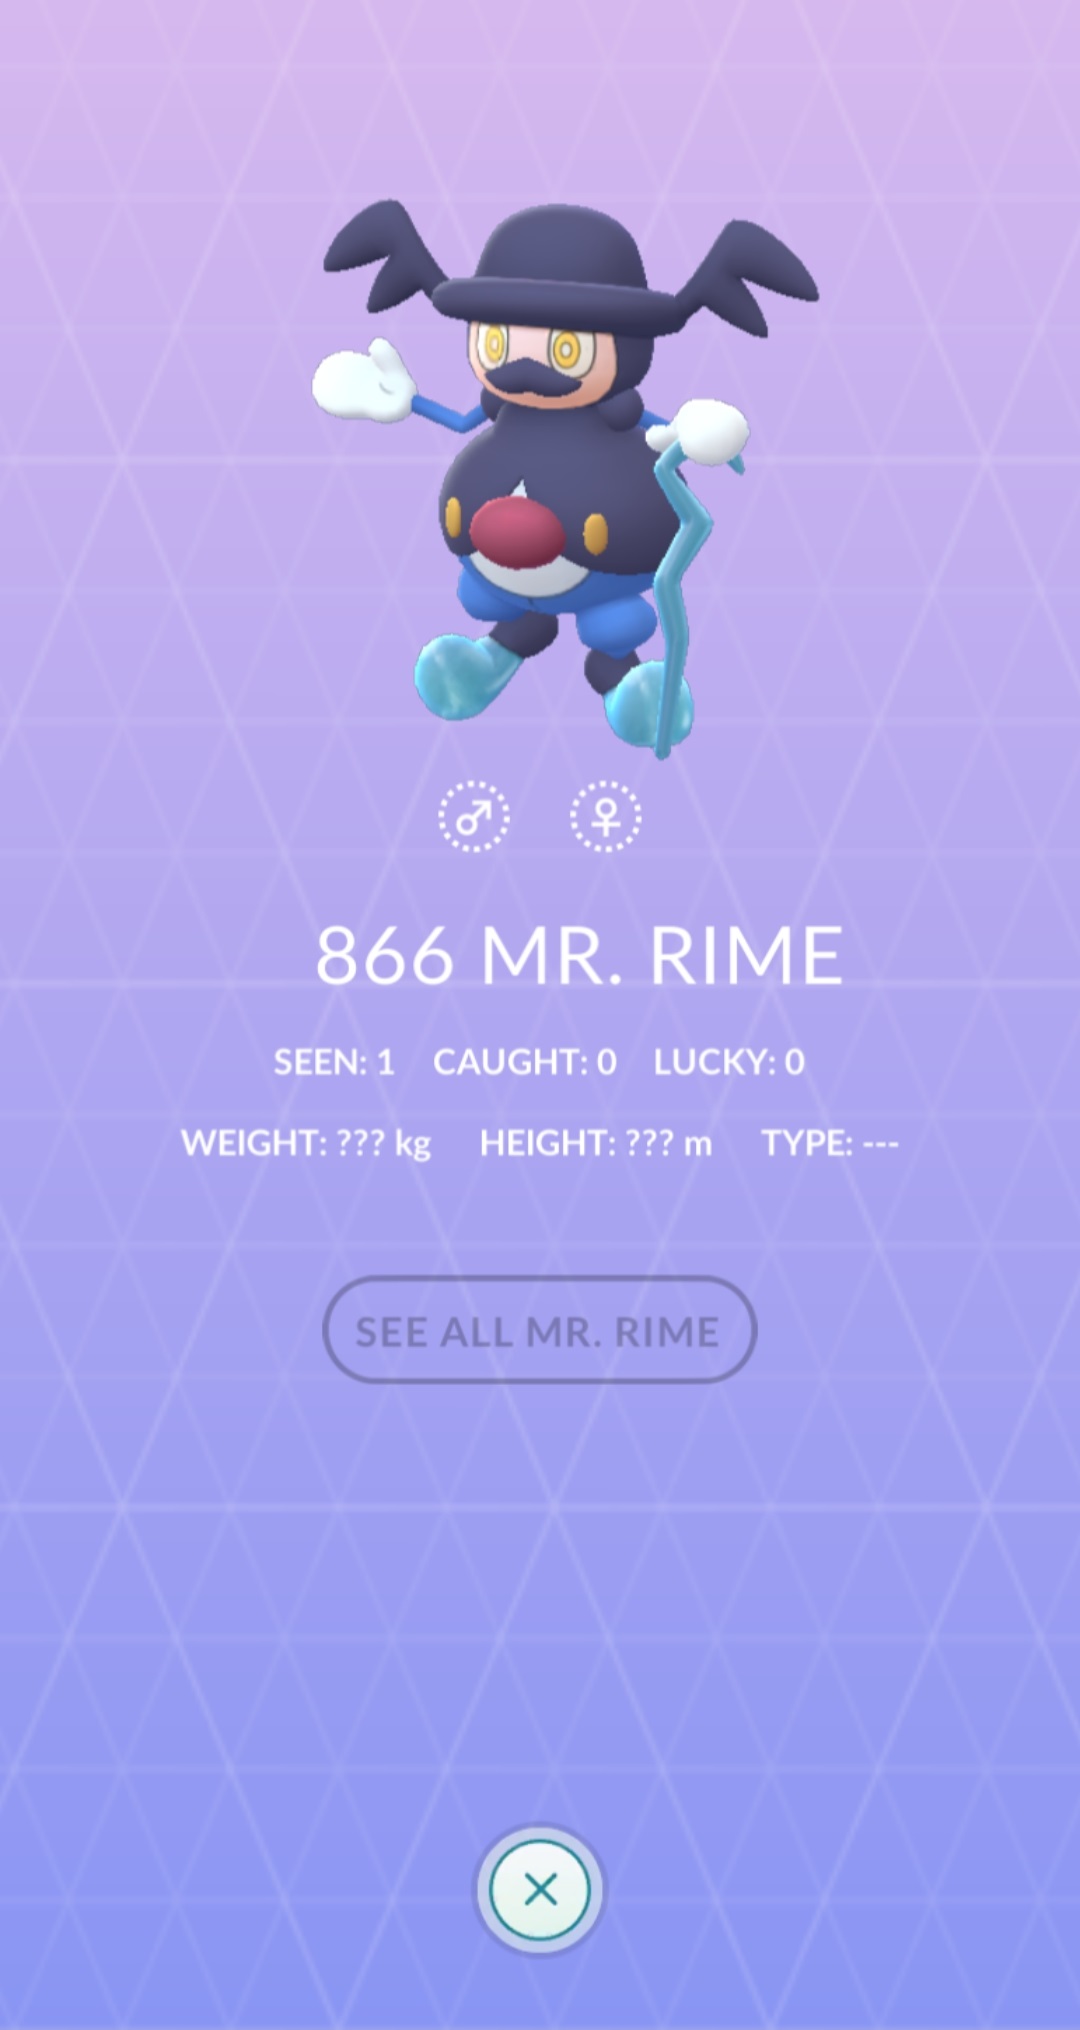 866 MR. RIME
SEEN: 1 CAUGHT: 0 LUCKY: 0
WEIGHT: ??? kg HEIGHT: ??? m TYPE: ---
SEE ALL MR. RIME